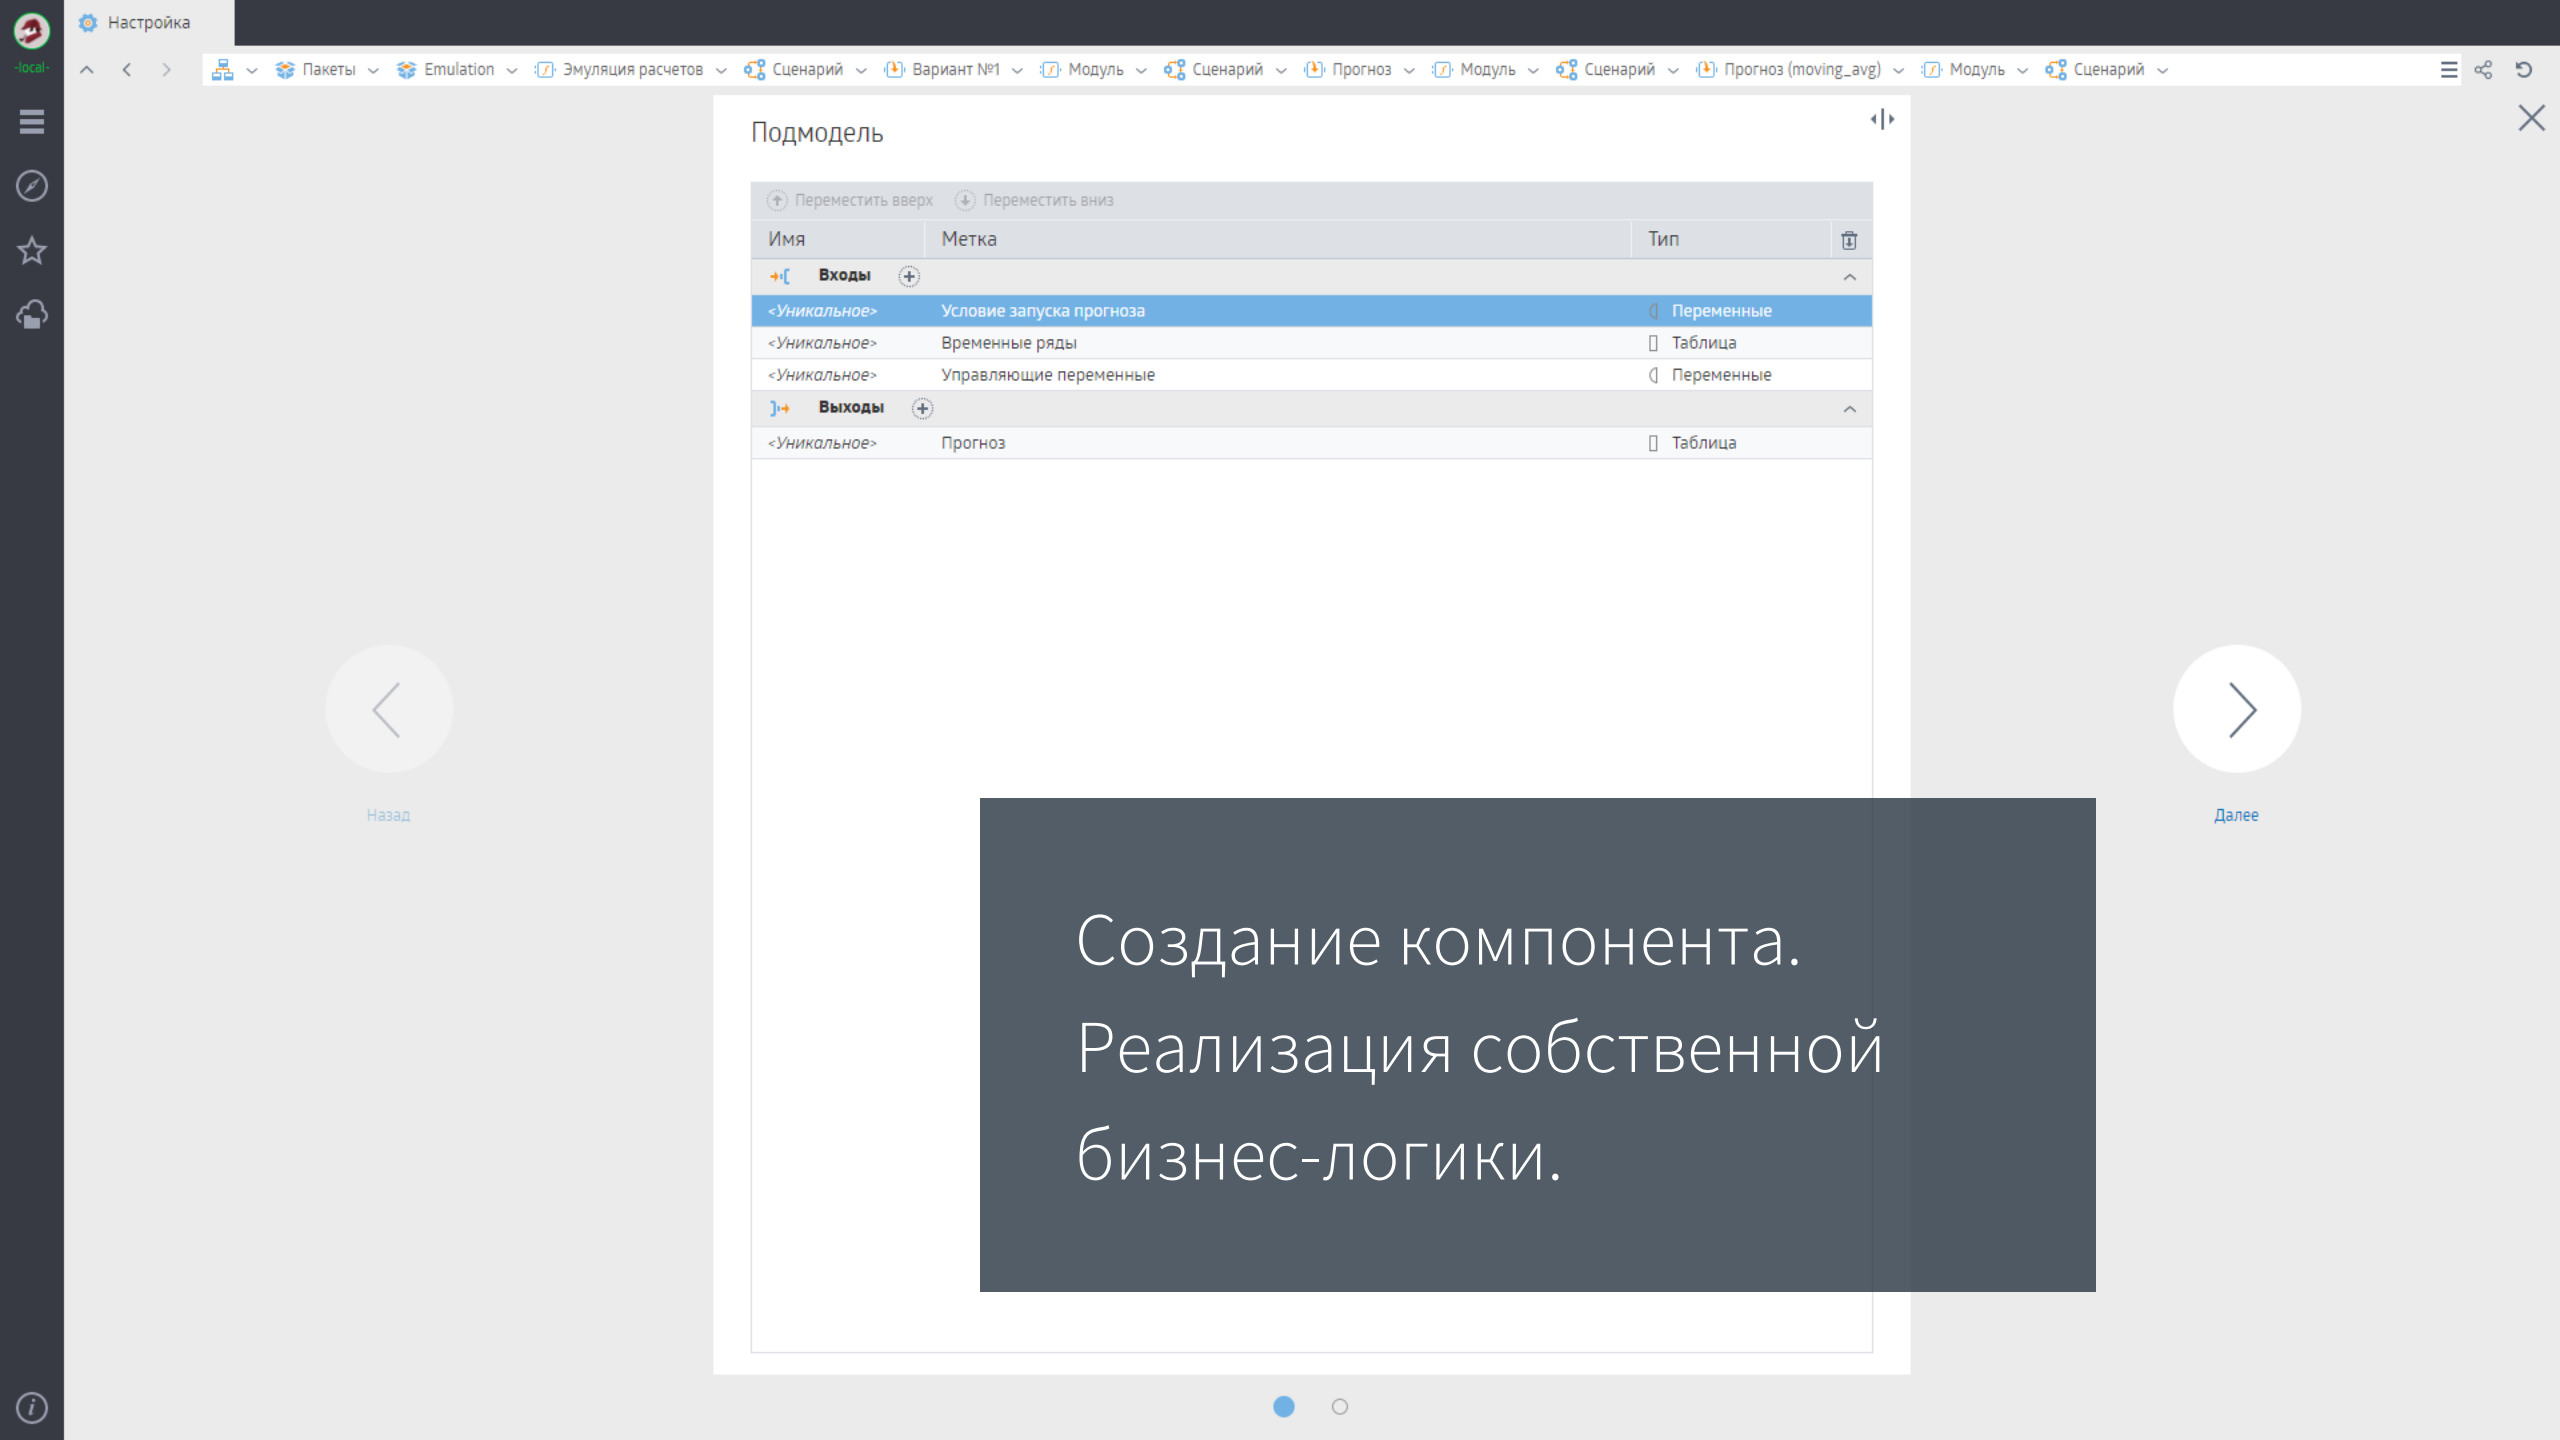 Настройка
-local-
Пакеты Emulation Эмуляция расчетов Сценарий Вариант №1 Модуль Сценарий Прогноз Модуль Сценарий Прогноз (moving_avg) Модуль Сценарий
Подмодель
Переместить вверх Переместить вниз
Имя Метка Тип
Входы
<Уникальное> Условие запуска прогноза Переменные
<Уникальное> Временные ряды Таблица
<Уникальное> Управляющие переменные Переменные
Выходы
<Уникальное> Прогноз Таблица
Назад
Далее
Создание компонента.
Реализация собственной
бизнес-логики.